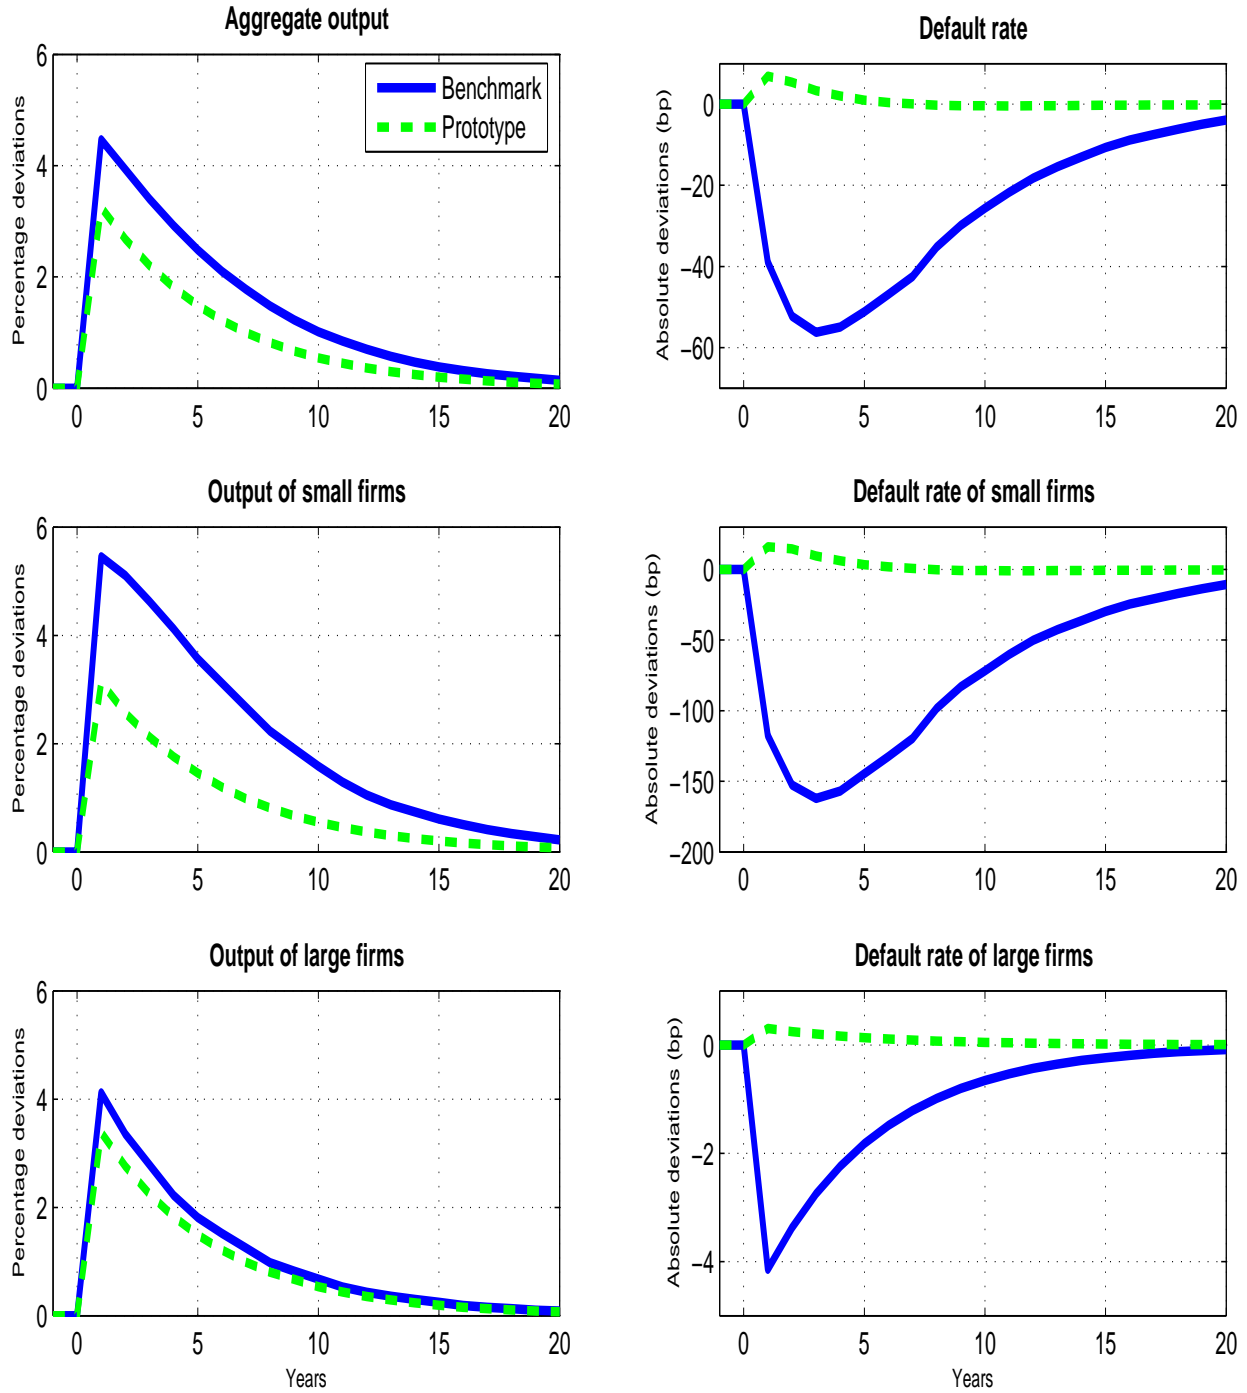 Aggregate output
Percentage deviations
6
4
2
0
0 5 10 15 20
Benchmark
Prototype
Default rate
Absolute deviations (bp)
0
−20
−40
−60
0 5 10 15 20
Output of small firms
Percentage deviations
6
4
2
0
0 5 10 15 20
Default rate of small firms
Absolute deviations (bp)
0
−50
−100
−150
−200
0 5 10 15 20
Output of large firms
Percentage deviations
6
4
2
0
0 5 10 15 20
Years
Default rate of large firms
Absolute deviations (bp)
0
−2
−4
0 5 10 15 20
Years